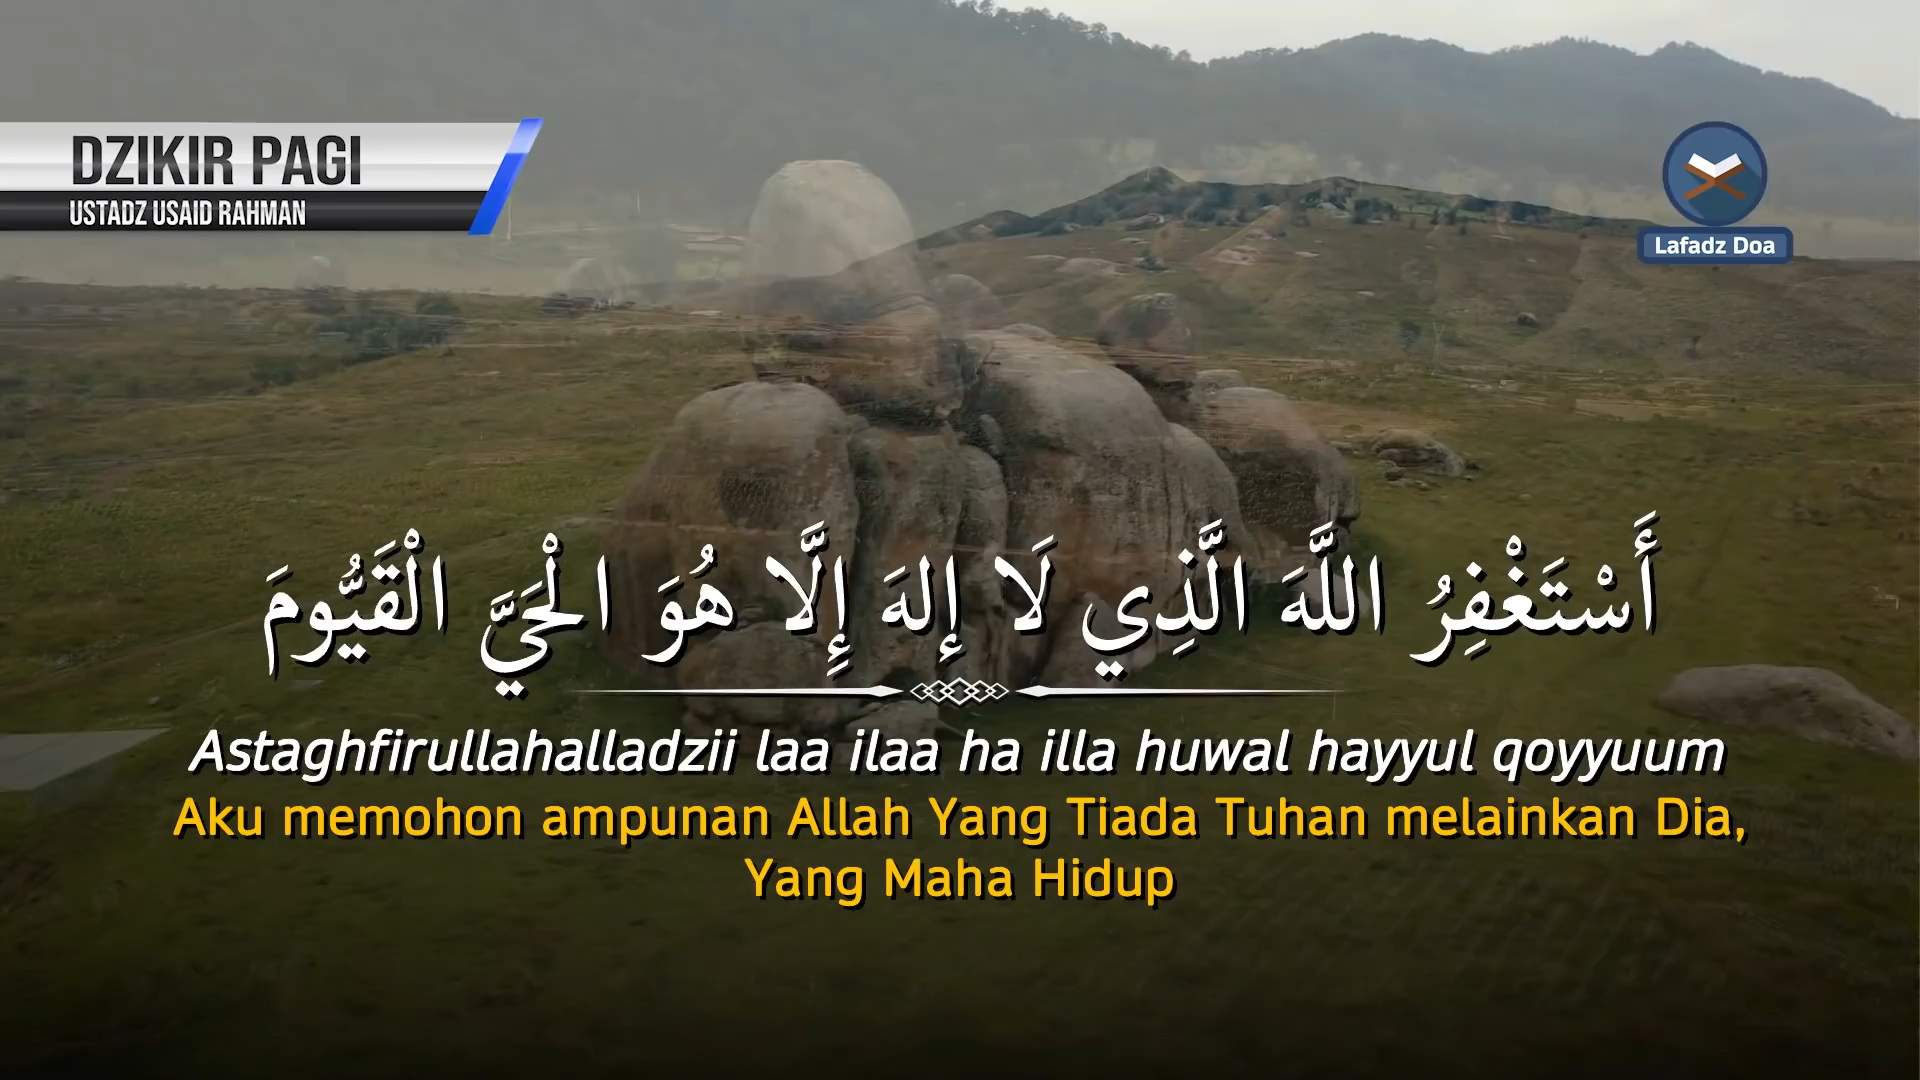 DZIKIR PAGI
USTADZ USAID RAHMAN
Lafadz Doa
أَسْتَغْفِرُ اللَّهَ الَّذِي لَا إِلهَ إِلَّا هُوَ الْحَيَّ الْقَيُّومَ
Astaghfirullahalladzii laa ilaa ha illa huwal hayyul qoyyuum
Aku memohon ampunan Allah Yang Tiada Tuhan melainkan Dia,
Yang Maha Hidup